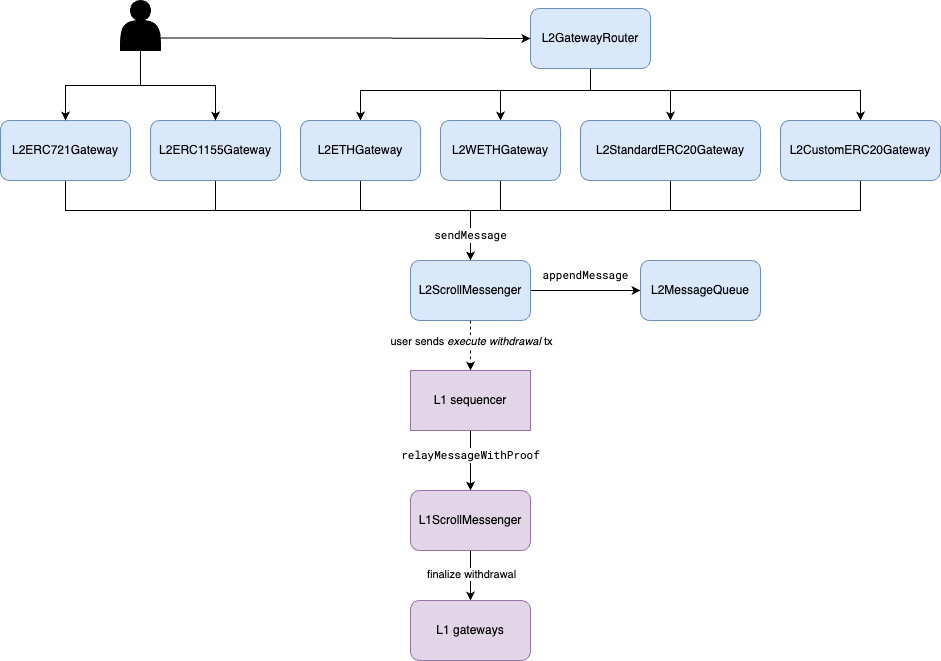 L2GatewayRouter
L2ERC721Gateway
L2ERC1155Gateway
L2ETHGateway
L2WETHGateway
L2StandardERC20Gateway
L2CustomERC20Gateway
sendMessage
L2ScrollMessenger
appendMessage
L2MessageQueue
user sends execute withdrawal tx
L1 sequencer
relayMessageWithProof
L1ScrollMessenger
finalize withdrawal
L1 gateways